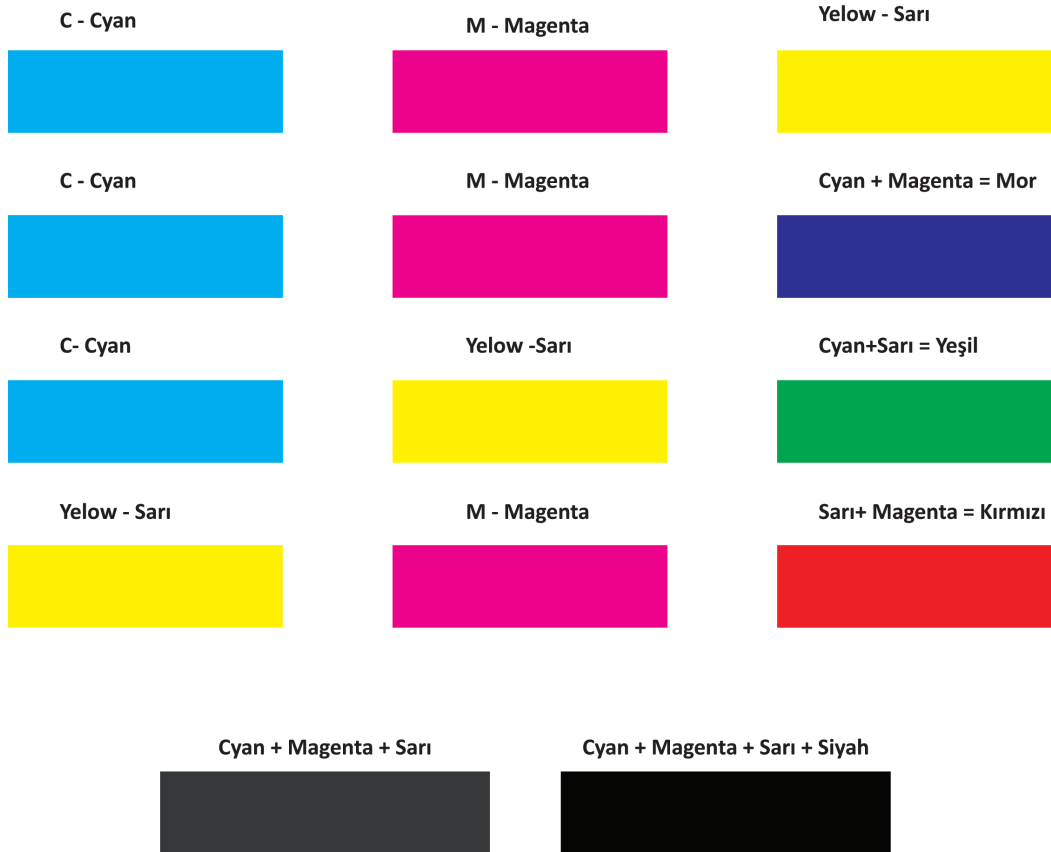 C - Cyan
M - Magenta
Yelow - Sarı
C - Cyan
M - Magenta
Cyan + Magenta = Mor
C- Cyan
Yelow -Sarı
Cyan+Sarı = Yeşil
Yelow - Sarı
M - Magenta
Sarı+ Magenta = Kırmızı
Cyan + Magenta + Sarı
Cyan + Magenta + Sarı + Siyah